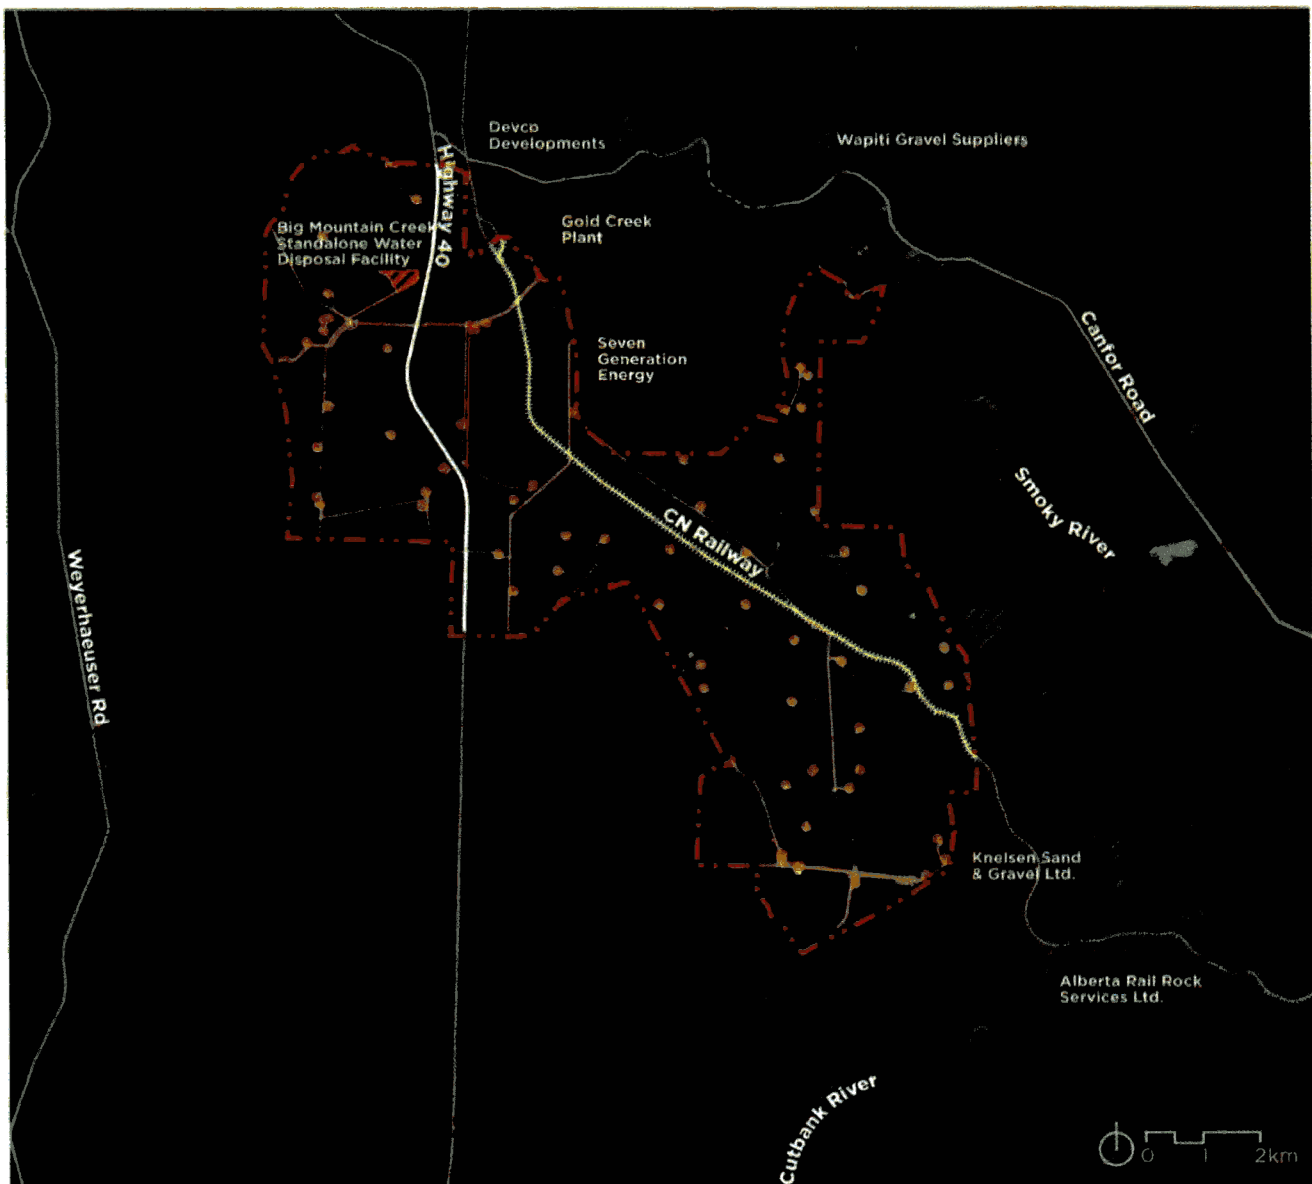 Devco
Developments
Wapiti Gravel Suppliers
Highway 40
Big Mountain Creek
Standalone Water
Disposal Facility
Gold Creek
Plant
Seven
Generation
Energy
Canfor Road
Smoky River
CN Railway
Weyerhaeuser Rd
Knelsen Sand
& Gravel Ltd.
Alberta Rail Rock
Services Ltd.
Cutbank River
0 1 2km